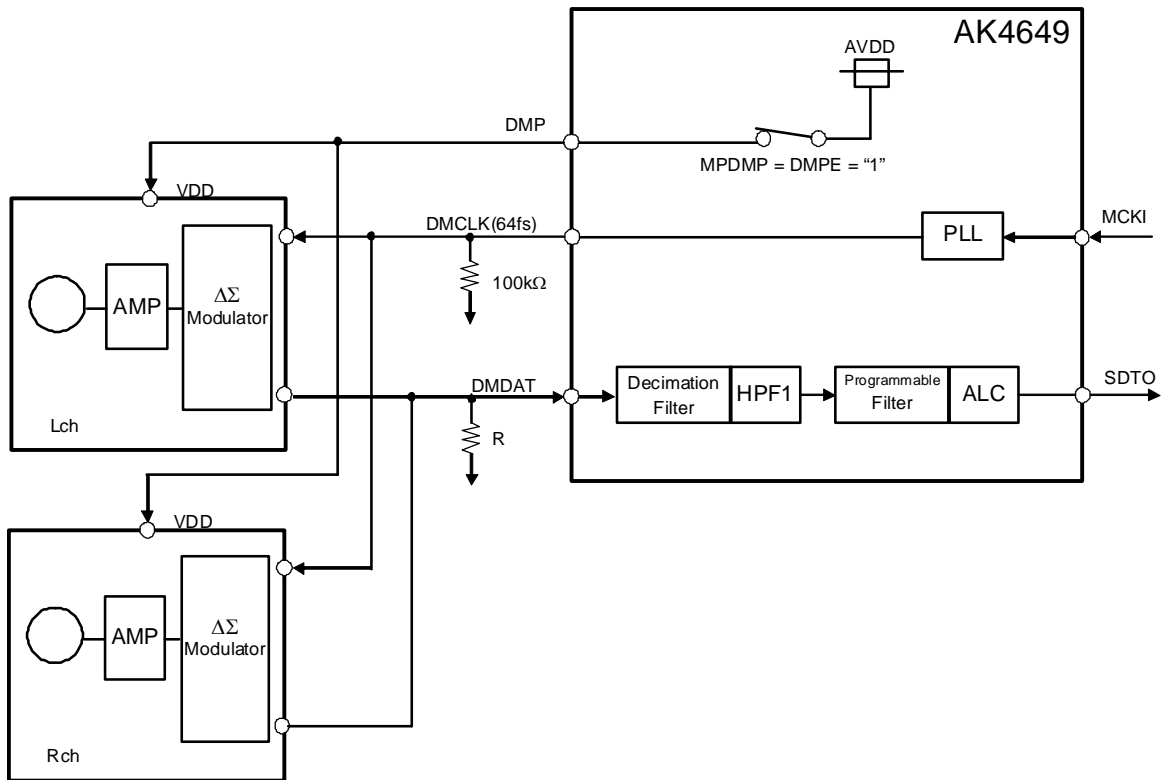 AK4649
AVDD
DMP
MPDMP = DMPE = “1”
VDD
DMCLK(64fs)
PLL
MCKI
100kΩ
AMP
ΔΣ
Modulator
DMDAT
Decimation
Filter
HPF1
Programmable
Filter
ALC
SDTO
Lch
R
VDD
AMP
ΔΣ
Modulator
Rch